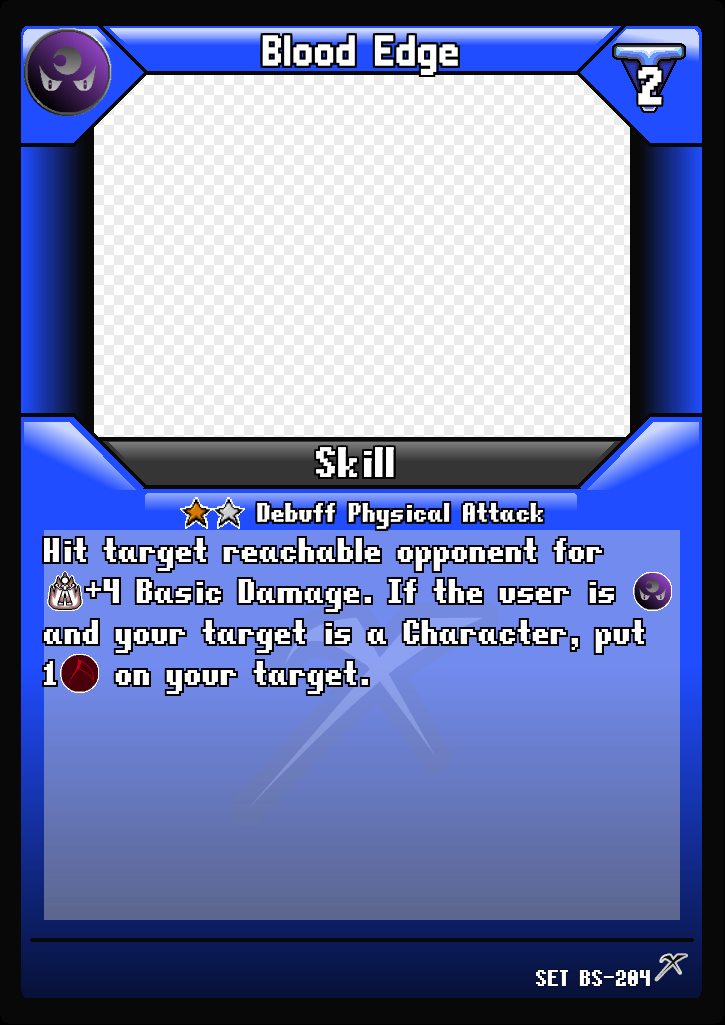 Blood Edge
2
Skill
Debuff Physical Attack
Hit target reachable opponent for
+4 Basic Damage. If the user is
and your target is a Character, put
1 on your target.
SET BS-204